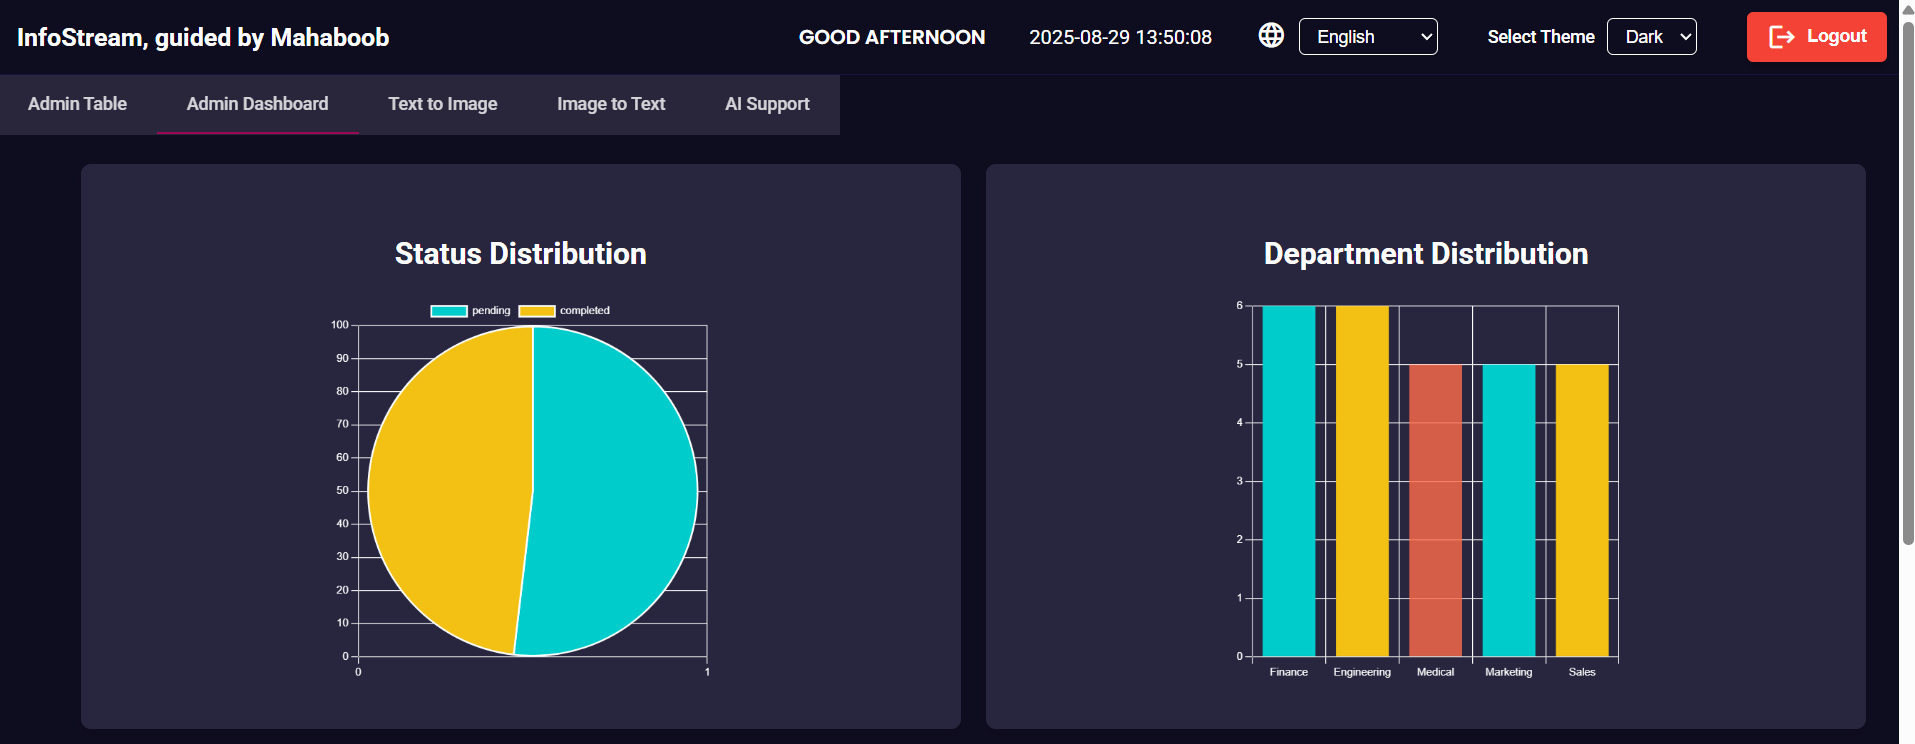 InfoStream, guided by Mahaboob
GOOD AFTERNOON
2025-08-29 13:50:08
English
Select Theme
Dark
Logout
Admin Table
Admin Dashboard
Text to Image
Image to Text
AI Support
Status Distribution
pending
completed
100
90
80
70
60
50
40
30
20
10
0
0
1
Department Distribution
6
5
4
3
2
1
0
Finance
Engineering
Medical
Marketing
Sales